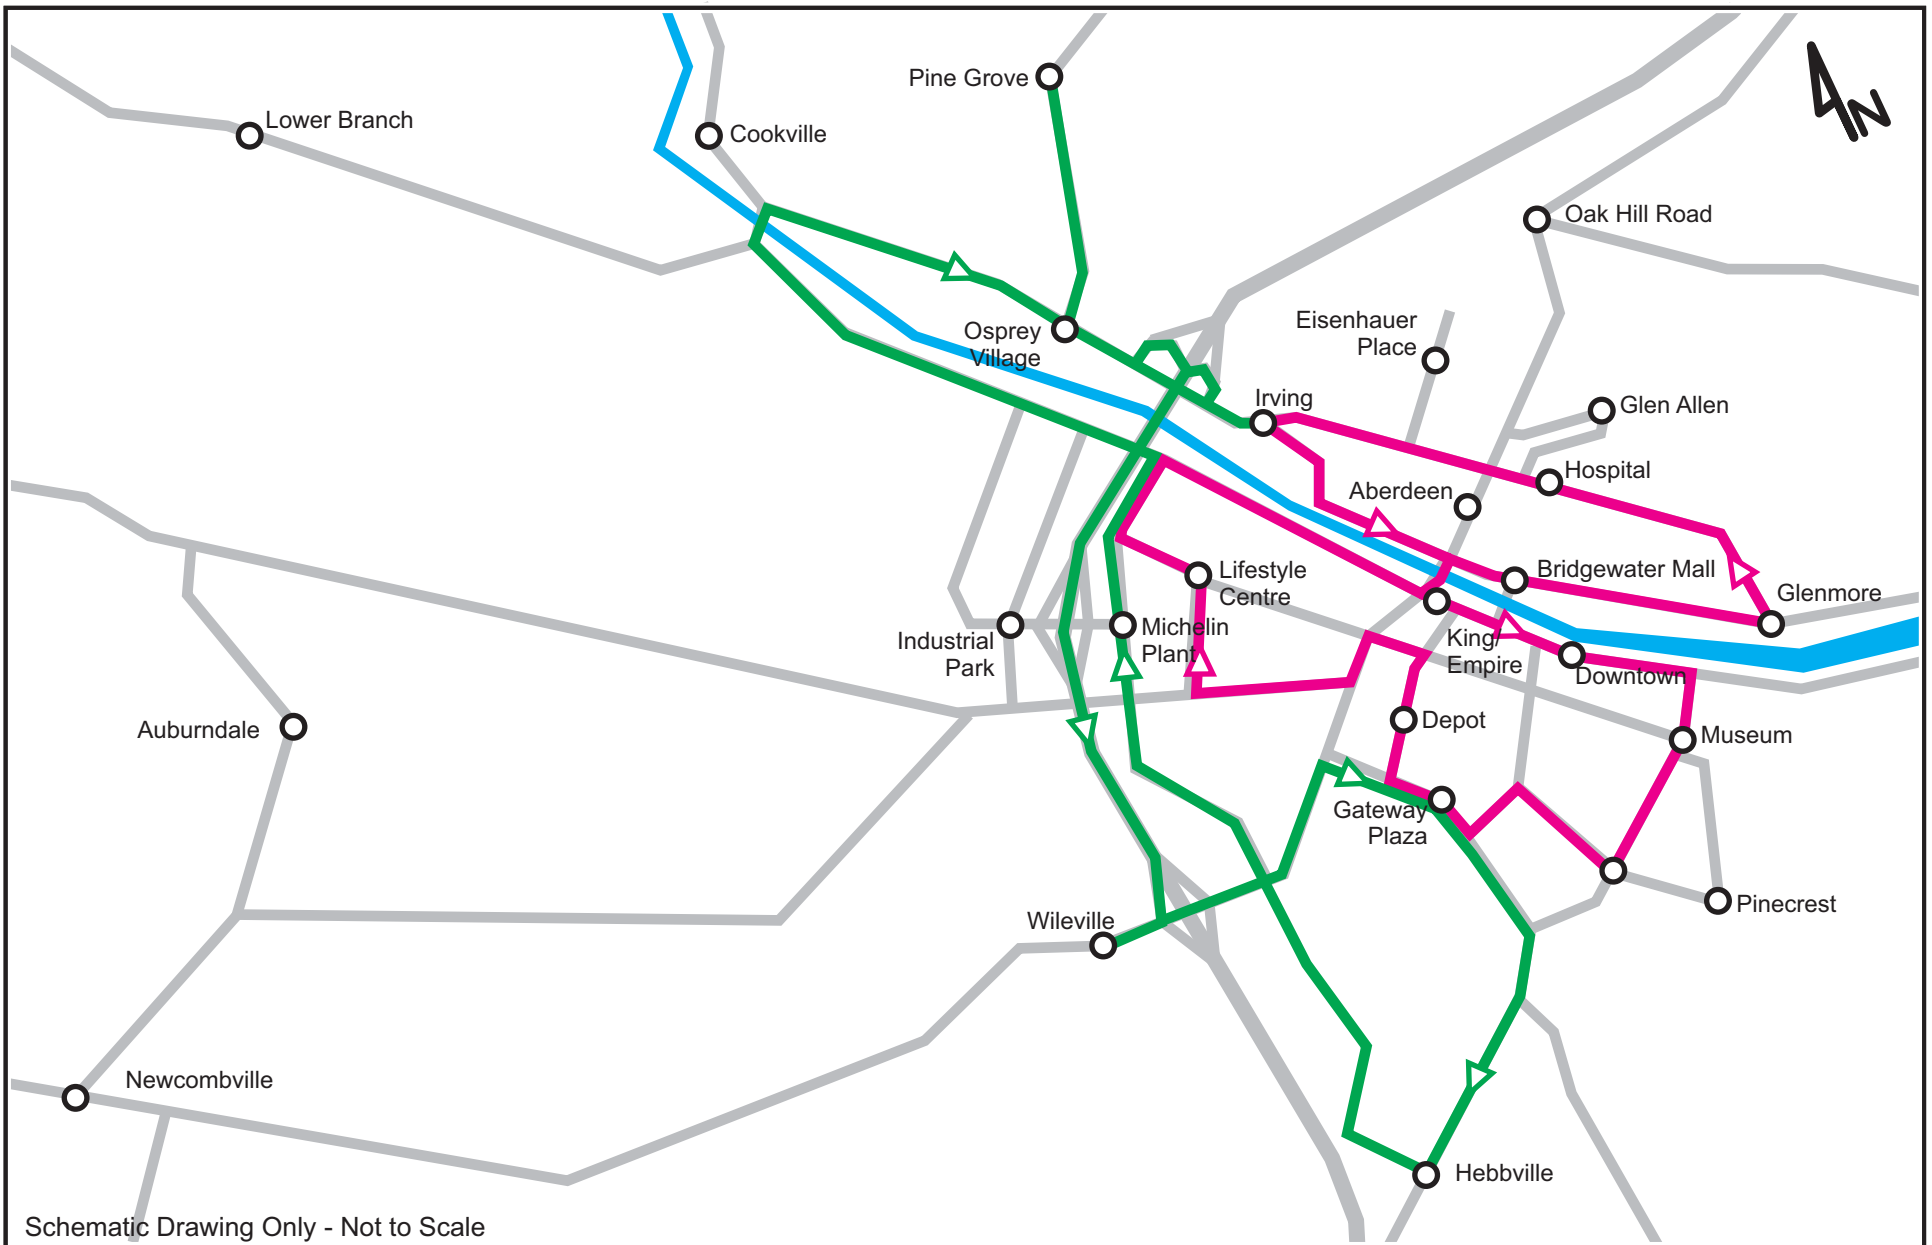 Pine Grove
Lower Branch
Cookville
N
Oak Hill Road
Osprey
Village
Eisenhauer
Place
Irving
Glen Allen
Hospital
Aberdeen
Lifestyle
Centre
Bridgewater Mall
Glenmore
Industrial
Park
Michelin
Plant
King/
Empire
Downtown
Auburndale
Depot
Museum
Gateway
Plaza
Wileville
Pinecrest
Newcombville
Hebbville
Schematic Drawing Only - Not to Scale